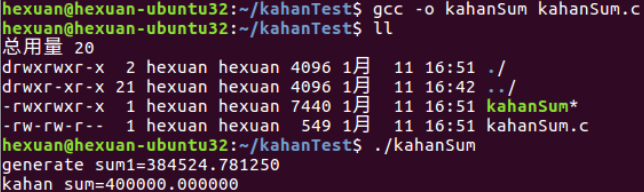 hexuan@hexuan-ubuntu32:~/kahanTest$ gcc -o kahanSum kahanSum.c
hexuan@hexuan-ubuntu32:~/kahanTest$ ll
总用量 20
drwxrwxr-x 2 hexuan hexuan 4096 1月 11 16:51 ./
drwxr-xr-x 21 hexuan hexuan 4096 1月 11 16:42 ../
-rwxrwxr-x 1 hexuan hexuan 7440 1月 11 16:51 kahanSum*
-rw-rw-r-- 1 hexuan hexuan 549 1月 11 16:51 kahanSum.c
hexuan@hexuan-ubuntu32:~/kahanTest$ ./kahanSum
generate sum1=384524.781250
kahan sum=400000.000000